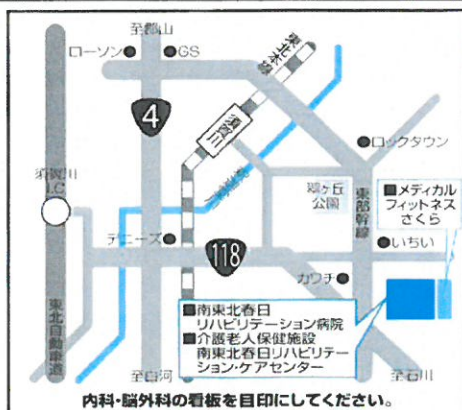 至郡山
ローソン
GS
東北本線
4
須賀川
ロックタウン
須賀川
I.C
翠ヶ丘
公園
東部幹線
メディカル
フィットネス
さくら
デニーズ
118
いちい
カワチ
南東北春日
リハビリテーション病院
介護老人保健施設
南東北春日リハビリテー
ション・ケアセンター
東北自動車道
至白河
至石川
内科・脳外科の看板を目印にしてください。